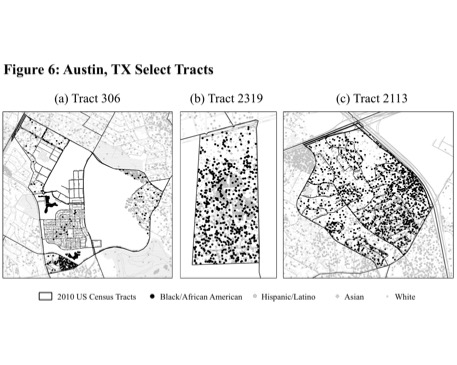 Figure 6: Austin, TX Select Tracts
(a) Tract 306
(b) Tract 2319
(c) Tract 2113
2010 US Census Tracts
Black/African American
Hispanic/Latino
Asian
White